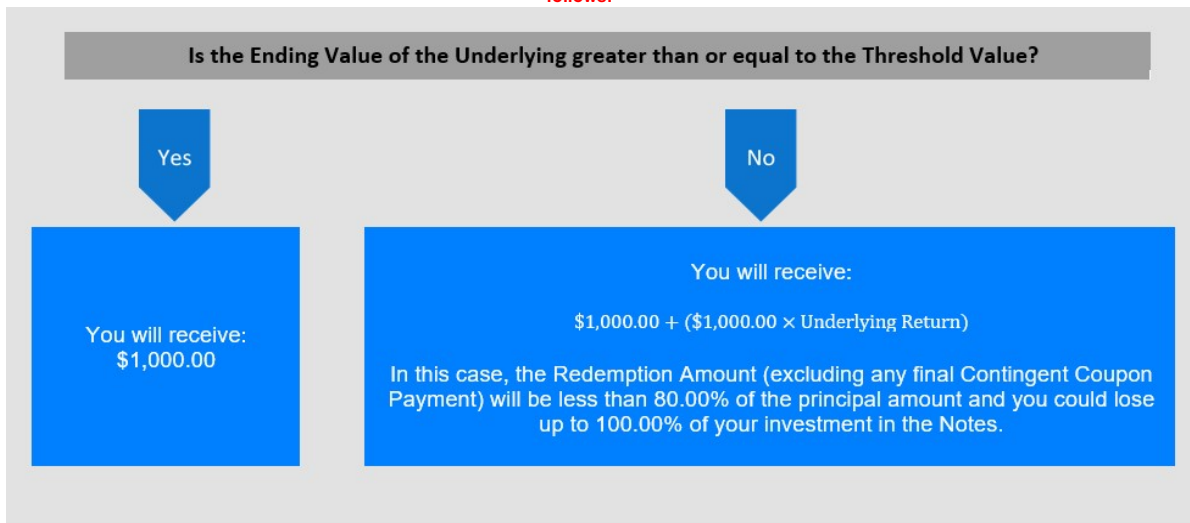 follows:
Is the Ending Value of the Underlying greater than or equal to the Threshold Value?
Yes
No
You will receive:
$1,000.00
You will receive:
$1,000.00 + ($1,000.00 × Underlying Return)
In this case, the Redemption Amount (excluding any final Contingent Coupon
Payment) will be less than 80.00% of the principal amount and you could lose
up to 100.00% of your investment in the Notes.